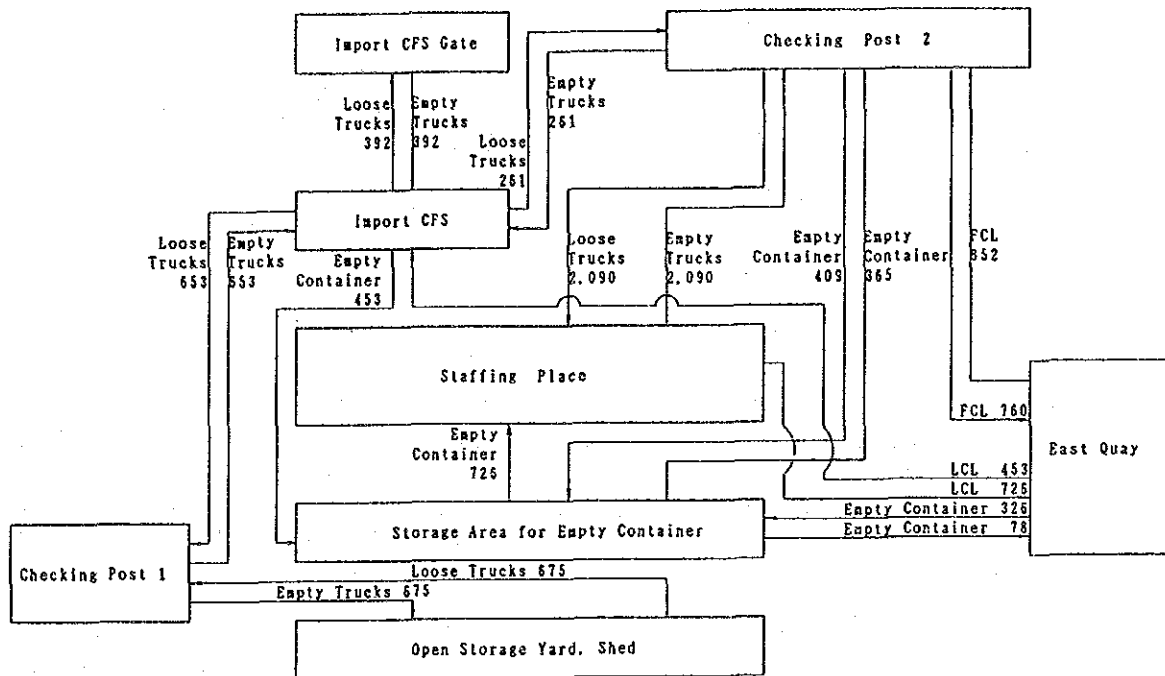 Import CFS Gate
Checking Post 2
Loose
Trucks
392
Empty
Trucks
392
Loose
Trucks
261
Empty
Trucks
261
Import CFS
Loose
Trucks
653
Empty
Trucks
653
Empty
Container
453
Loose
Trucks
2,090
Empty
Trucks
2,090
Empty
Container
409
Empty
Container
365
FCL
852
Staffing Place
FCL 760
East Quay
Empty
Container
725
LCL 453
LCL 725
Empty Container 326
Empty Container 78
Storage Area for Empty Container
Checking Post 1
Loose Trucks 675
Empty Trucks 675
Open Storage Yard, Shed